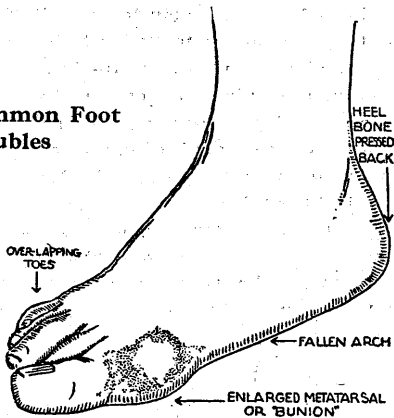 mmon Foot
ubles
HEEL
BONE
PRESSED
BACK
OVER-LAPPING
TOES
FALLEN ARCH
ENLARGED METATARSAL
OR "BUNION"